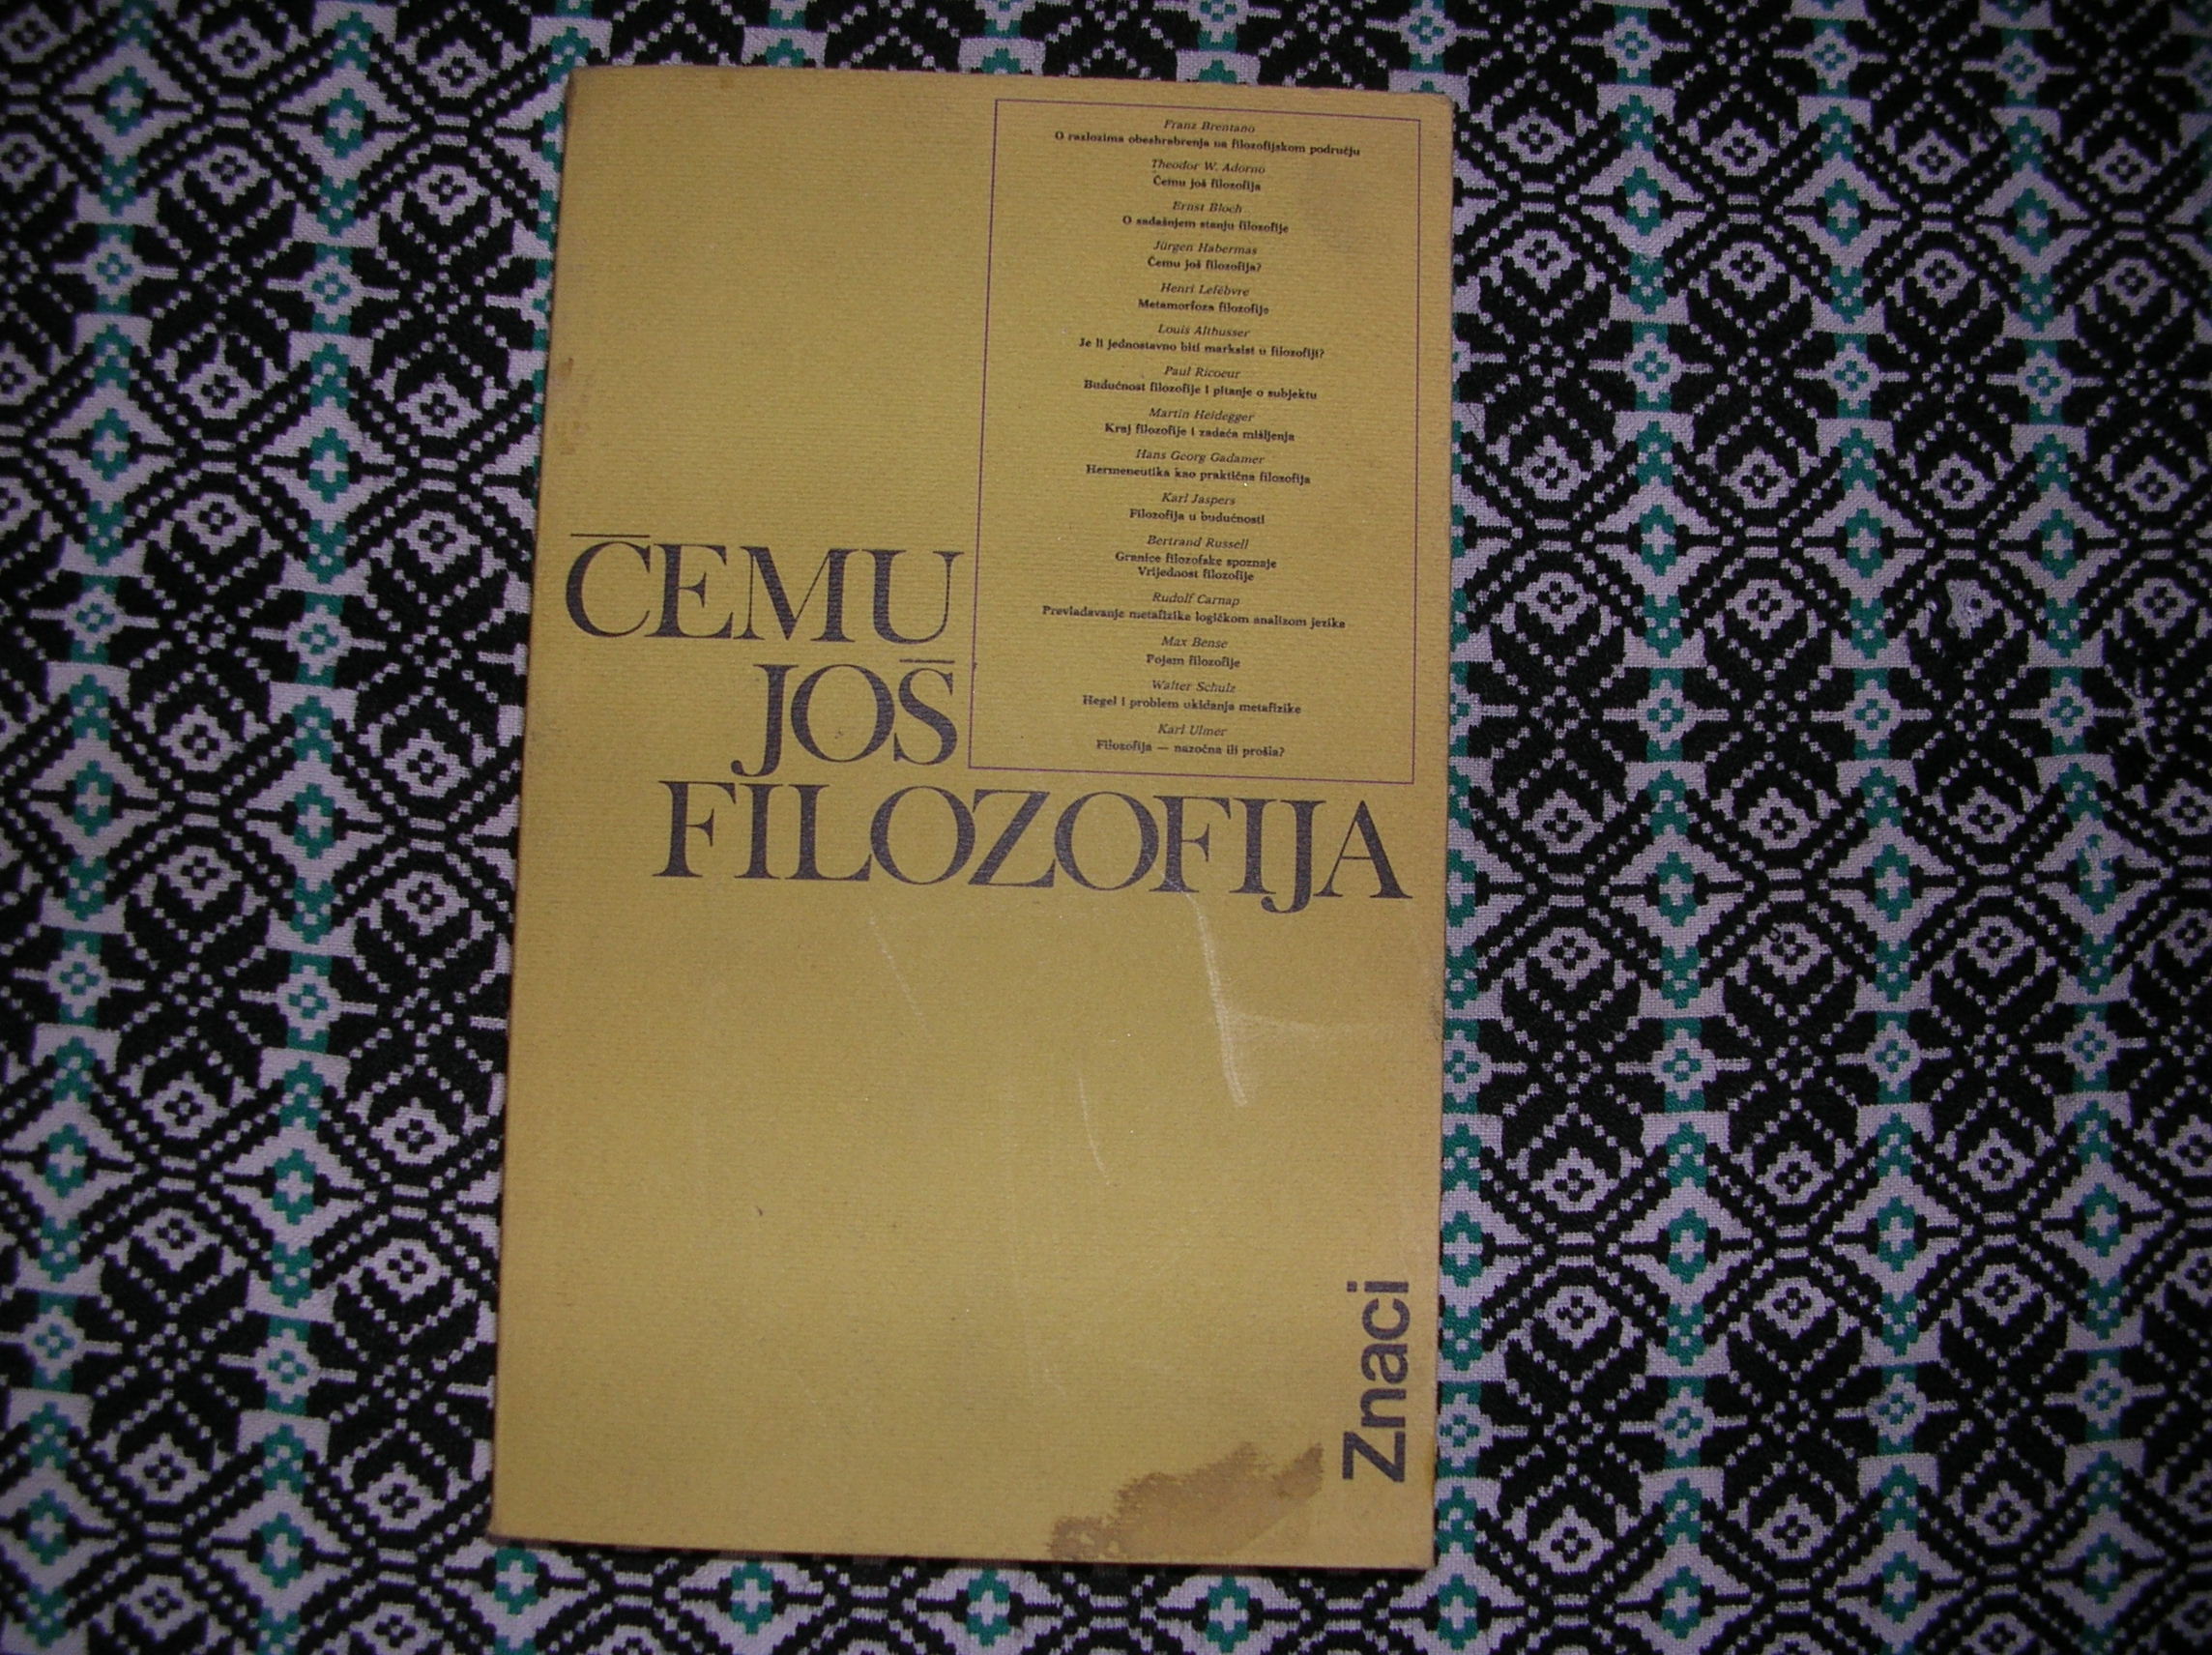 Franz Brentano
O razlozima obeshrabrenja na filozofijskom području
Theodor W. Adorno
Čemu još filozofija
Ernst Bloch
O sadašnjem stanju filozofije
Jürgen Habermas
Čemu još filozofija?
Henri Lefèbvre
Metamorfoza filozofije
Louis Althusser
Je li jednostavno biti marksist u filozofiji?
Paul Ricoeur
Budućnost filozofije i pitanje o subjektu
Martin Heidegger
Kraj filozofije i zadaća mišljenja
Hans Georg Gadamer
Hermeneutika kao praktična filozofija
Karl Jaspers
Filozofija u budućnosti
Bertrand Russell
Granice filozofske spoznaje
Vrijednost filozofije
Rudolf Carnap
Prevladavanje metafizike logičkom analizom jezika
Max Bense
Pojam filozofije
Walter Schulz
Hegel i problem ukidanja metafizike
Karl Ulmer
Filozofija — nazočna ili prošla?
ČEMU
JOŠ
FILOZOFIJA
Znaci